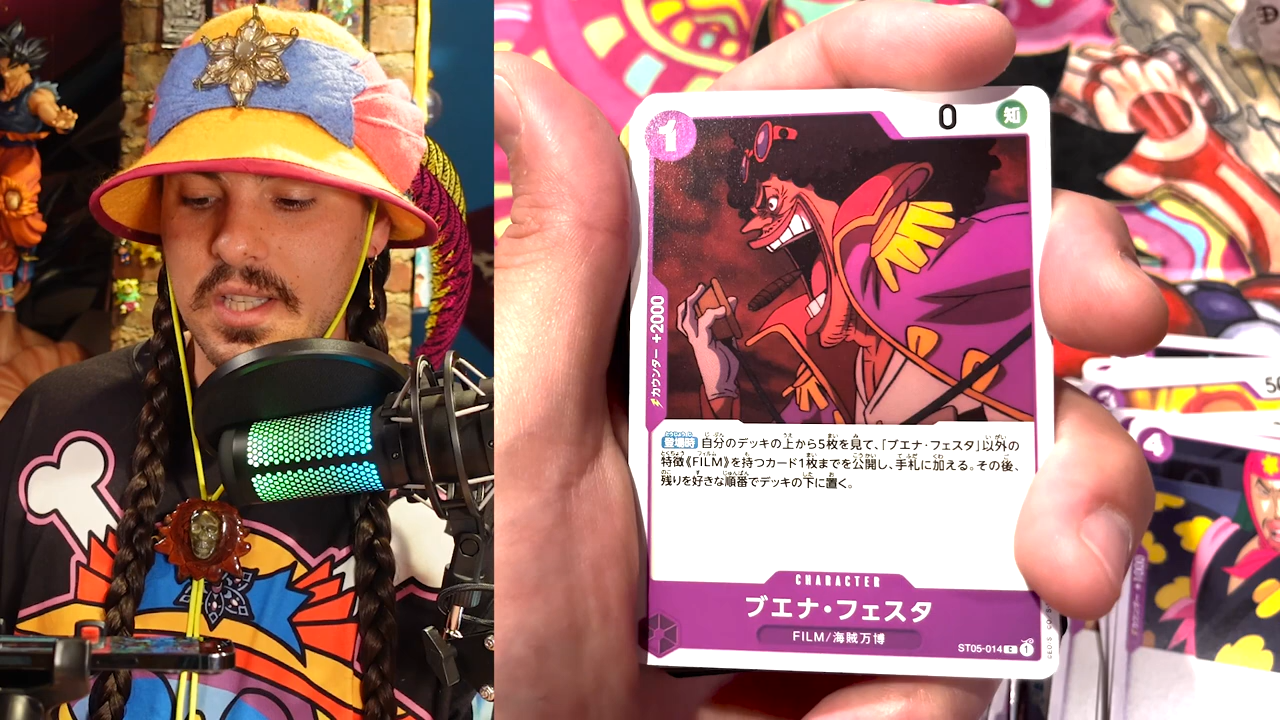 1
0
知
カウンター +2000
登場時 自分のデッキの上から5枚を見て、「ブエナ・フェスタ」以外の
特徴《FILM》を持つカード1枚までを公開し、手札に加える。その後、
残りを好きな順番でデッキの下に置く。
CHARACTER
ブエナ・フェスタ
FILM/海賊万博
ST05-014 C 1
4